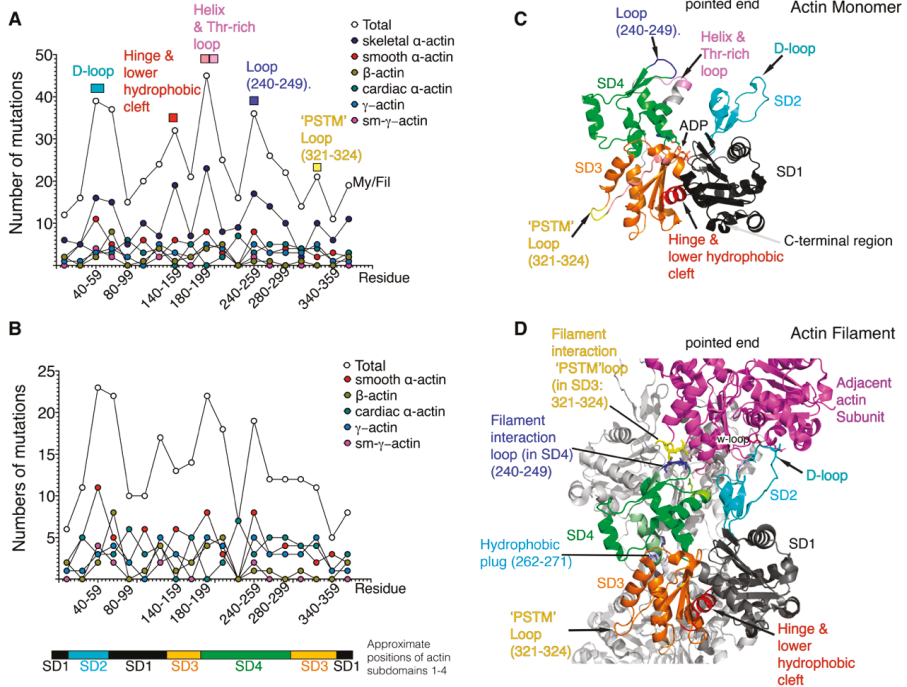 A
Helix
& Thr-rich
loop
D-loop
Hinge &
lower
hydrophobic
cleft
Loop
(240-249).
'PSTM'
Loop
(321-324)
My/Fil
Total
skeletal α-actin
smooth α-actin
β-actin
cardiac α-actin
γ-actin
sm-γ-actin
Number of mutations
50
40
30
20
10
Residue
40-59
80-99
140-159
180-199
240-259
280-299
340-359
B
Total
smooth α-actin
β-actin
cardiac α-actin
γ-actin
sm-γ-actin
Numbers of mutations
25
20
15
10
5
Residue
40-59
80-99
140-159
180-199
240-259
280-299
340-359
SD1 SD2 SD1 SD3 SD4 SD3 SD1
Approximate
positions of actin
subdomains 1-4
C
pointed end
Actin Monomer
Loop
(240-249).
Helix &
Thr-rich
loop
D-loop
SD4
SD2
ADP
SD3
SD1
'PSTM'
Loop
(321-324)
Hinge &
lower hydrophobic
cleft
C-terminal region
D
Actin Filament
pointed end
Filament
interaction
'PSTM'loop
(in SD3:
321-324)
Adjacent
actin
Subunit
Filament
interaction
loop (in SD4)
(240-249)
w-loop
D-loop
SD2
SD4
SD1
Hydrophobic
plug (262-271)
SD3
'PSTM'
Loop
(321-324)
Hinge &
lower
hydrophobic
cleft